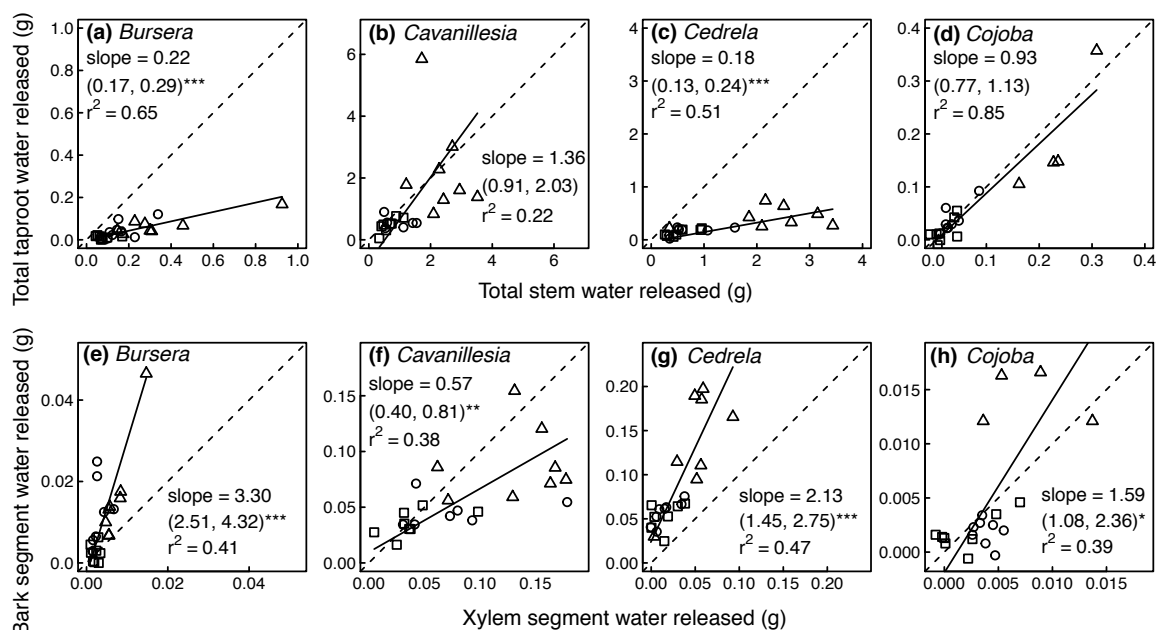 Total taproot water released (g)
(a) Bursera
slope = 0.22
(0.17, 0.29)***
r² = 0.65
1.0
0.8
0.6
0.4
0.2
0.0
0.0 0.2 0.4 0.6 0.8 1.0
(b) Cavanillesia
slope = 1.36
(0.91, 2.03)
r² = 0.22
6
4
2
0
0 2 4 6
(c) Cedrela
slope = 0.18
(0.13, 0.24)***
r² = 0.51
4
3
2
1
0
0 1 2 3 4
(d) Cojoba
slope = 0.93
(0.77, 1.13)
r² = 0.85
0.4
0.3
0.2
0.1
0.0
0.0 0.1 0.2 0.3 0.4
Total stem water released (g)
Bark segment water released (g)
(e) Bursera
slope = 3.30
(2.51, 4.32)***
r² = 0.41
0.04
0.02
0.0
0.0 0.02 0.04
(f) Cavanillesia
slope = 0.57
(0.40, 0.81)**
r² = 0.38
0.15
0.10
0.05
0.00
0.00 0.05 0.10 0.15
(g) Cedrela
slope = 2.13
(1.45, 2.75)***
r² = 0.47
0.20
0.15
0.10
0.05
0.00
0.00 0.05 0.10 0.15 0.20
(h) Cojoba
slope = 1.59
(1.08, 2.36)*
r² = 0.39
0.015
0.010
0.005
0.000
0.000 0.005 0.010 0.015
Xylem segment water released (g)